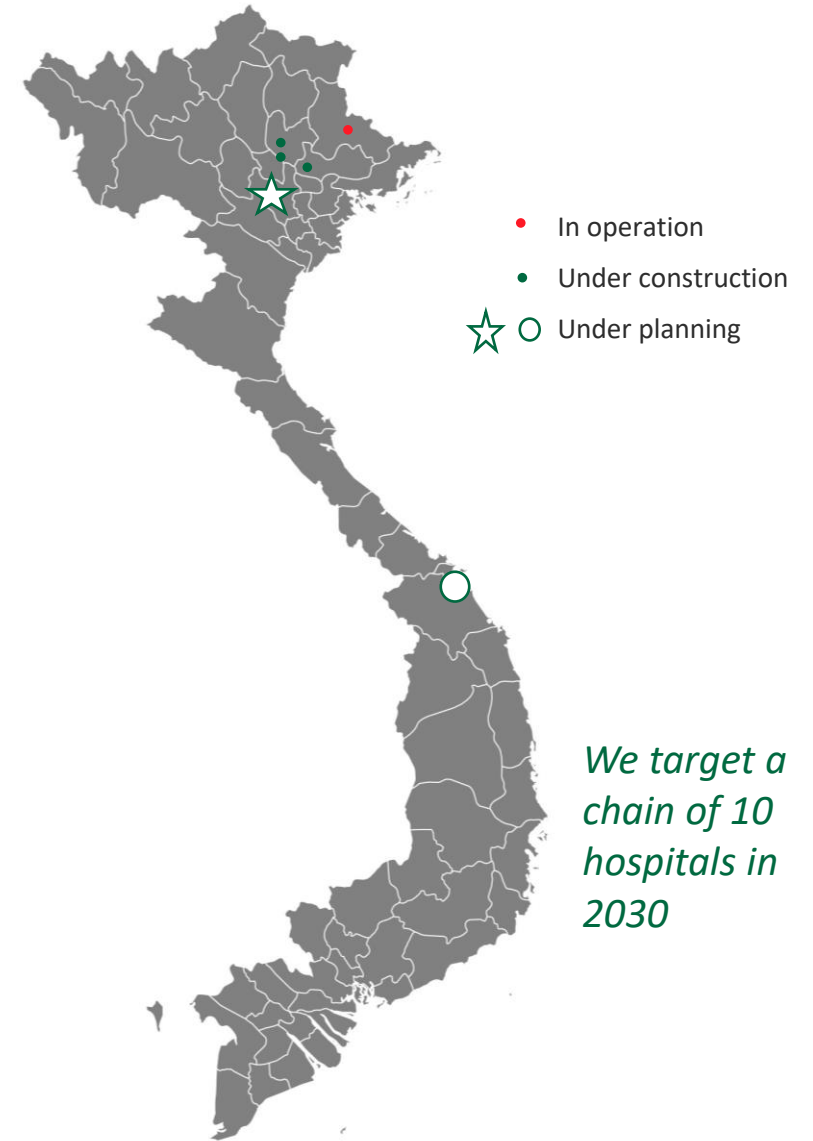 In operation
Under construction
Under planning
We target a
chain of 10
hospitals in
2030